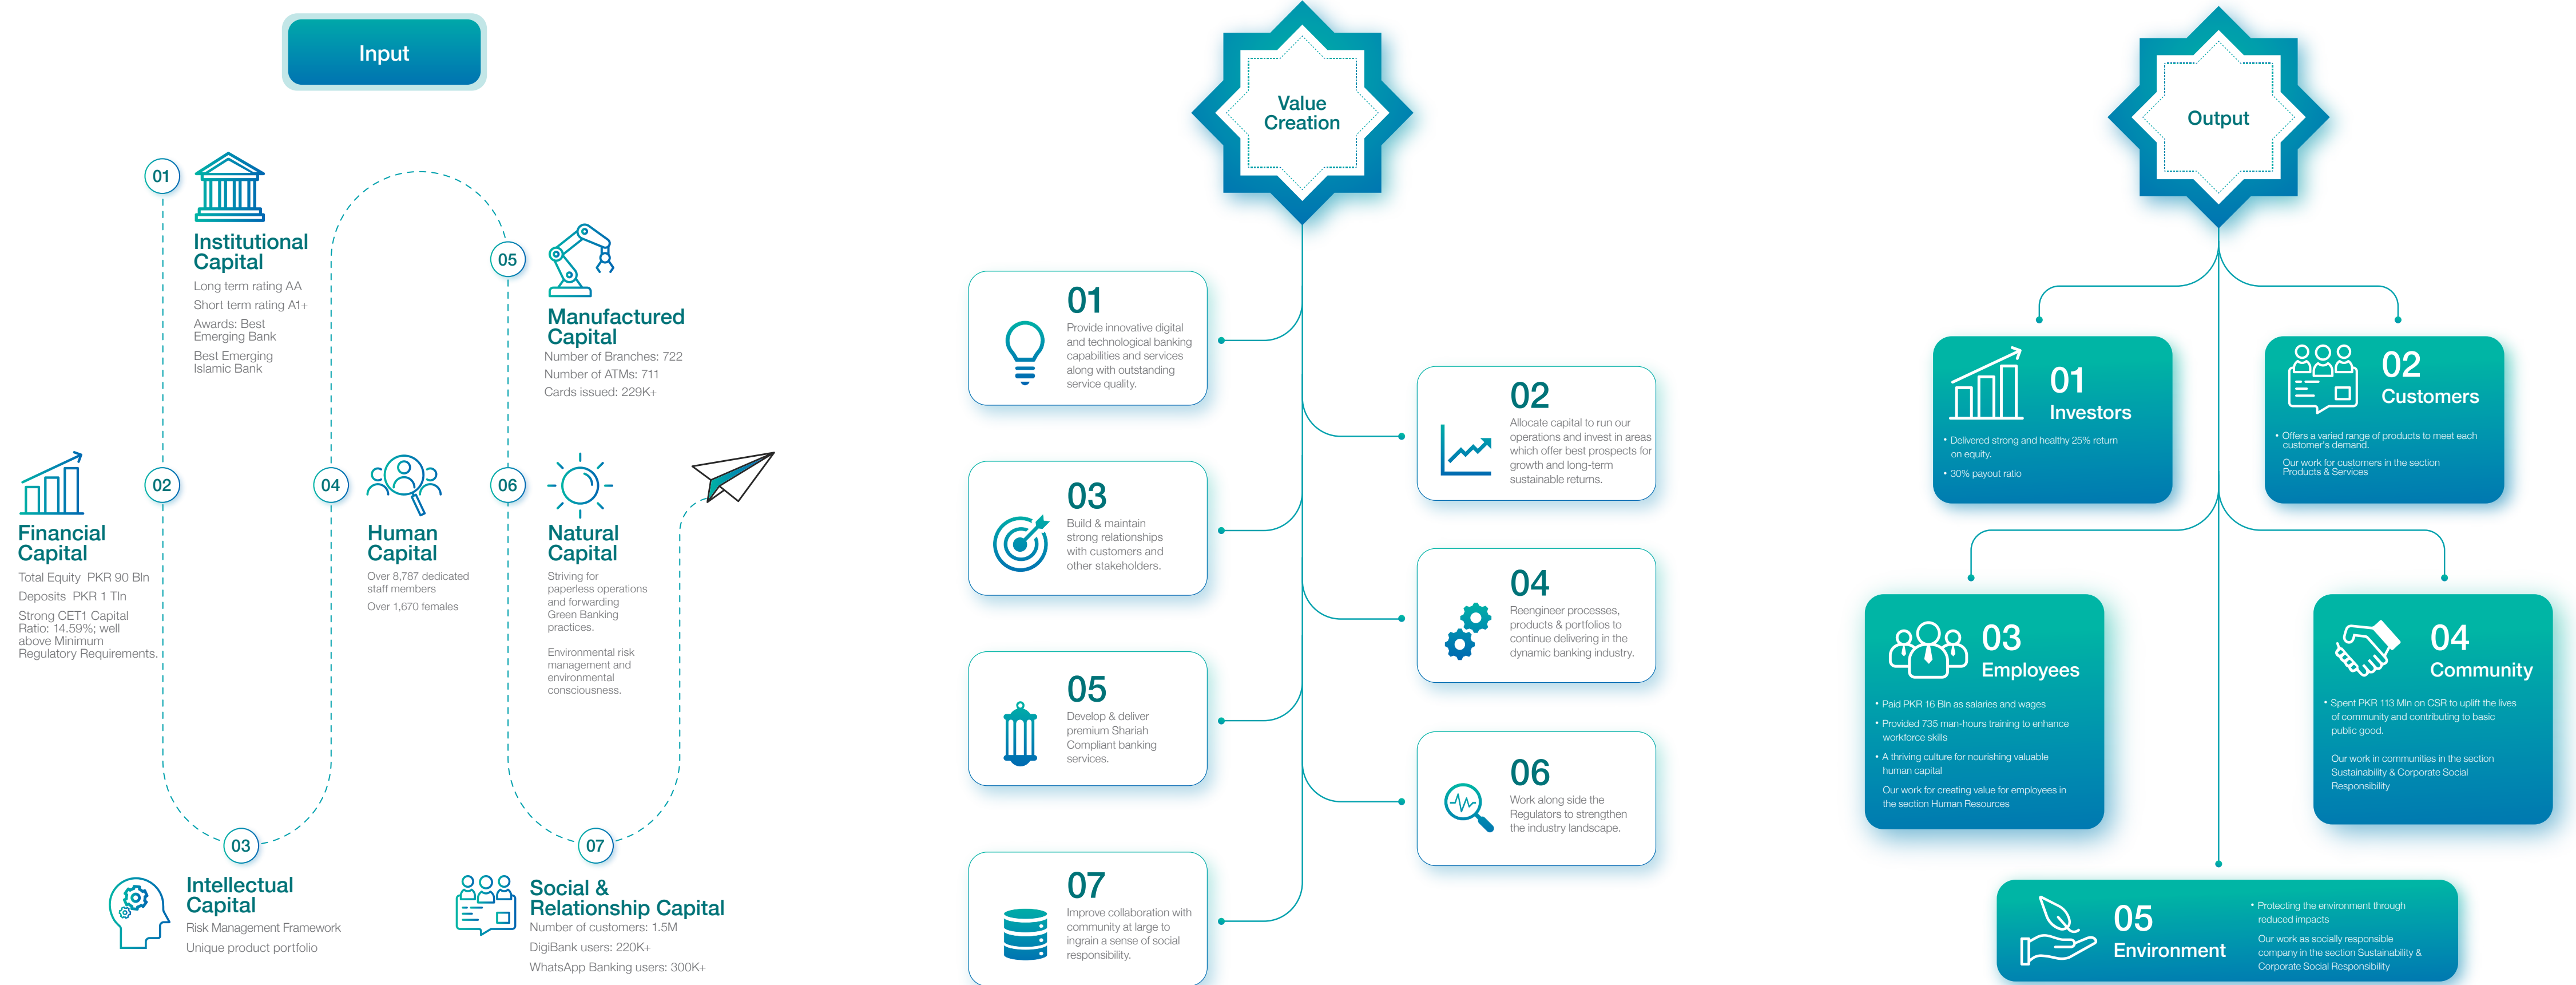 Input
01
Institutional
Capital
Long term rating AA
Short term rating A1+
Awards: Best
Emerging Bank
Best Emerging
Islamic Bank
02
Financial
Capital
Total Equity  PKR 90 Bln
Deposits  PKR 1 Tln
Strong CET1 Capital
Ratio: 14.59%; well
above Minimum
Regulatory Requirements.
03
Intellectual
Capital
Risk Management Framework
Unique product portfolio
04
Human
Capital
Over 8,787 dedicated
staff members
Over 1,670 females
05
Manufactured
Capital
Number of Branches: 722
Number of ATMs: 711
Cards issued: 229K+
06
Natural
Capital
Striving for
paperless operations
and forwarding
Green Banking
practices.
Environmental risk
management and
environmental
consciousness.
07
Social &
Relationship Capital
Number of customers: 1.5M
DigiBank users: 220K+
WhatsApp Banking users: 300K+
Value
Creation
01
Provide innovative digital
and technological banking
capabilities and services
along with outstanding
service quality.
02
Allocate capital to run our
operations and invest in areas
which offer best prospects for
growth and long-term
sustainable returns.
03
Build & maintain
strong relationships
with customers and
other stakeholders.
04
Reengineer processes,
products & portfolios to
continue delivering in the
dynamic banking industry.
05
Develop & deliver
premium Shariah
Compliant banking
services.
06
Work along side the
Regulators to strengthen
the industry landscape.
07
Improve collaboration with
community at large to
ingrain a sense of social
responsibility.
Output
01
Investors
• Delivered strong and healthy 25% return
on equity.
• 30% payout ratio
02
Customers
• Offers a varied range of products to meet each
customer's demand.
Our work for customers in the section
Products & Services
03
Employees
• Paid PKR 16 Bln as salaries and wages
• Provided 735 man-hours training to enhance
workforce skills
• A thriving culture for nourishing valuable
human capital
Our work for creating value for employees in
the section Human Resources
04
Community
• Spent PKR 113 Mln on CSR to uplift the lives
of community and contributing to basic
public good.
Our work in communities in the section
Sustainability & Corporate Social
Responsibility
05
Environment
• Protecting the environment through
reduced impacts
Our work as socially responsible
company in the section Sustainability &
Corporate Social Responsibility